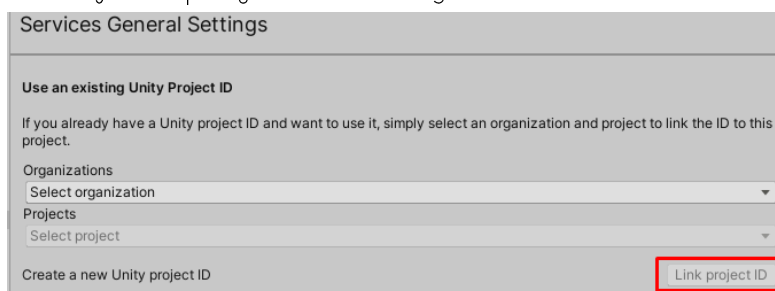 Services General Settings
Use an existing Unity Project ID
If you already have a Unity project ID and want to use it, simply select an organization and project to link the ID to this
project.
Organizations
Select organization
Projects
Select project
Create a new Unity project ID
Link project ID